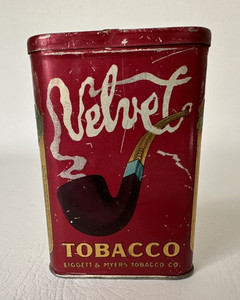 Velvet
TOBACCO
LIGGETT & MYERS TOBACCO CO.